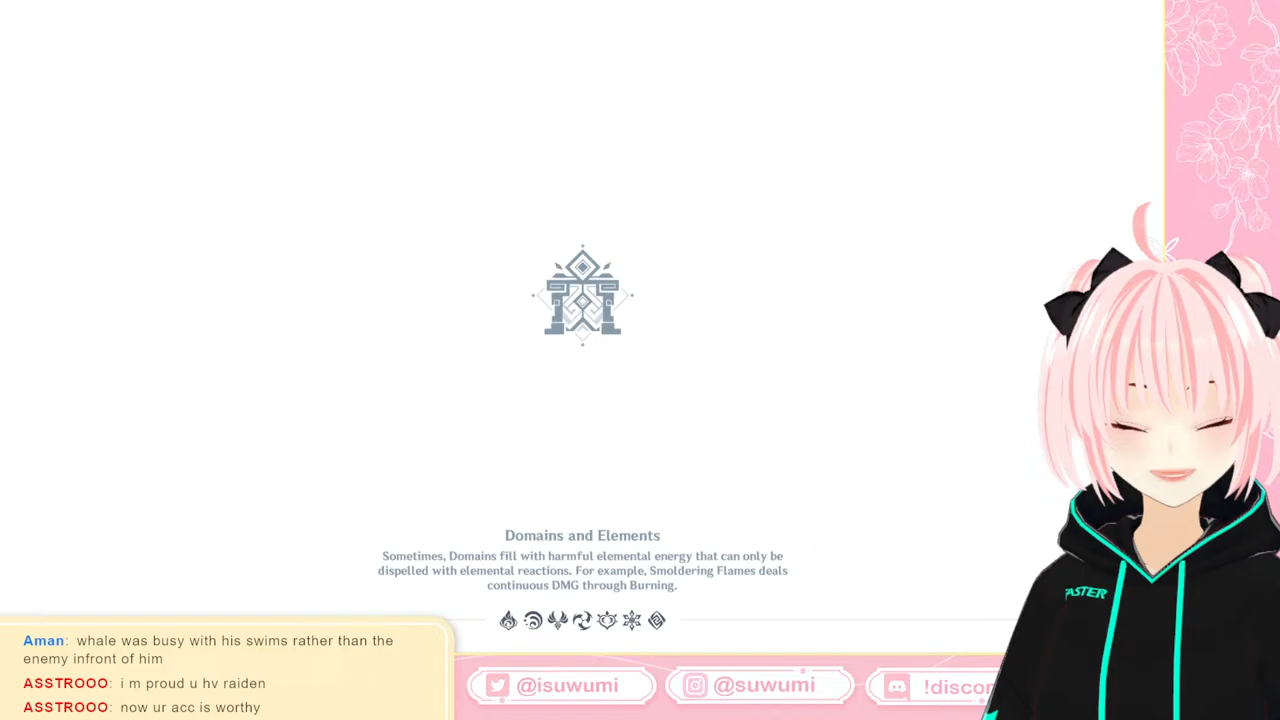 Domains and Elements
Sometimes, Domains fill with harmful elemental energy that can only be
dispelled with elemental reactions. For example, Smoldering Flames deals
continuous DMG through Burning.
Aman: whale was busy with his swims rather than the
enemy infront of him
ASSTROOO: i m proud u hv raiden
ASSTROOO: now ur acc is worthy
@isuwumi
@suwumi
!discor
ASTER